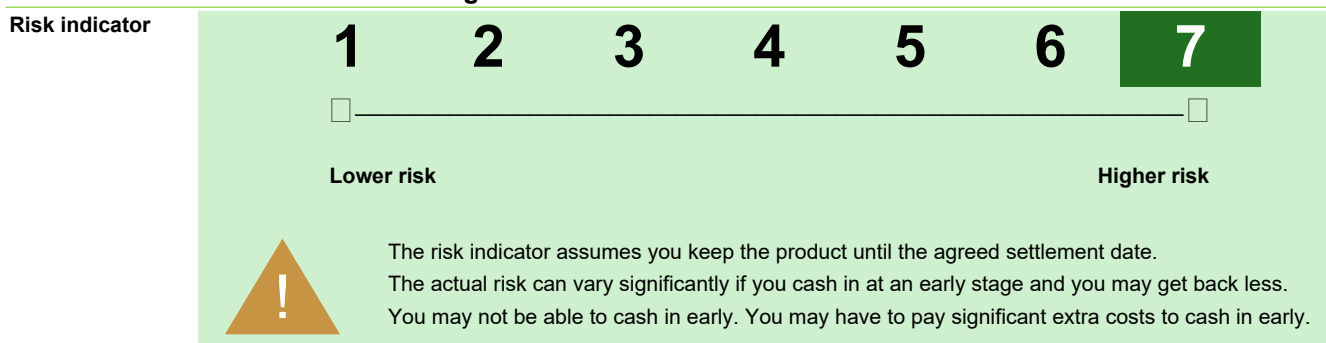 Risk indicator
1 2 3 4 5 6 7
Lower risk Higher risk
The risk indicator assumes you keep the product until the agreed settlement date.
! The actual risk can vary significantly if you cash in at an early stage and you may get back less.
You may not be able to cash in early. You may have to pay significant extra costs to cash in early.